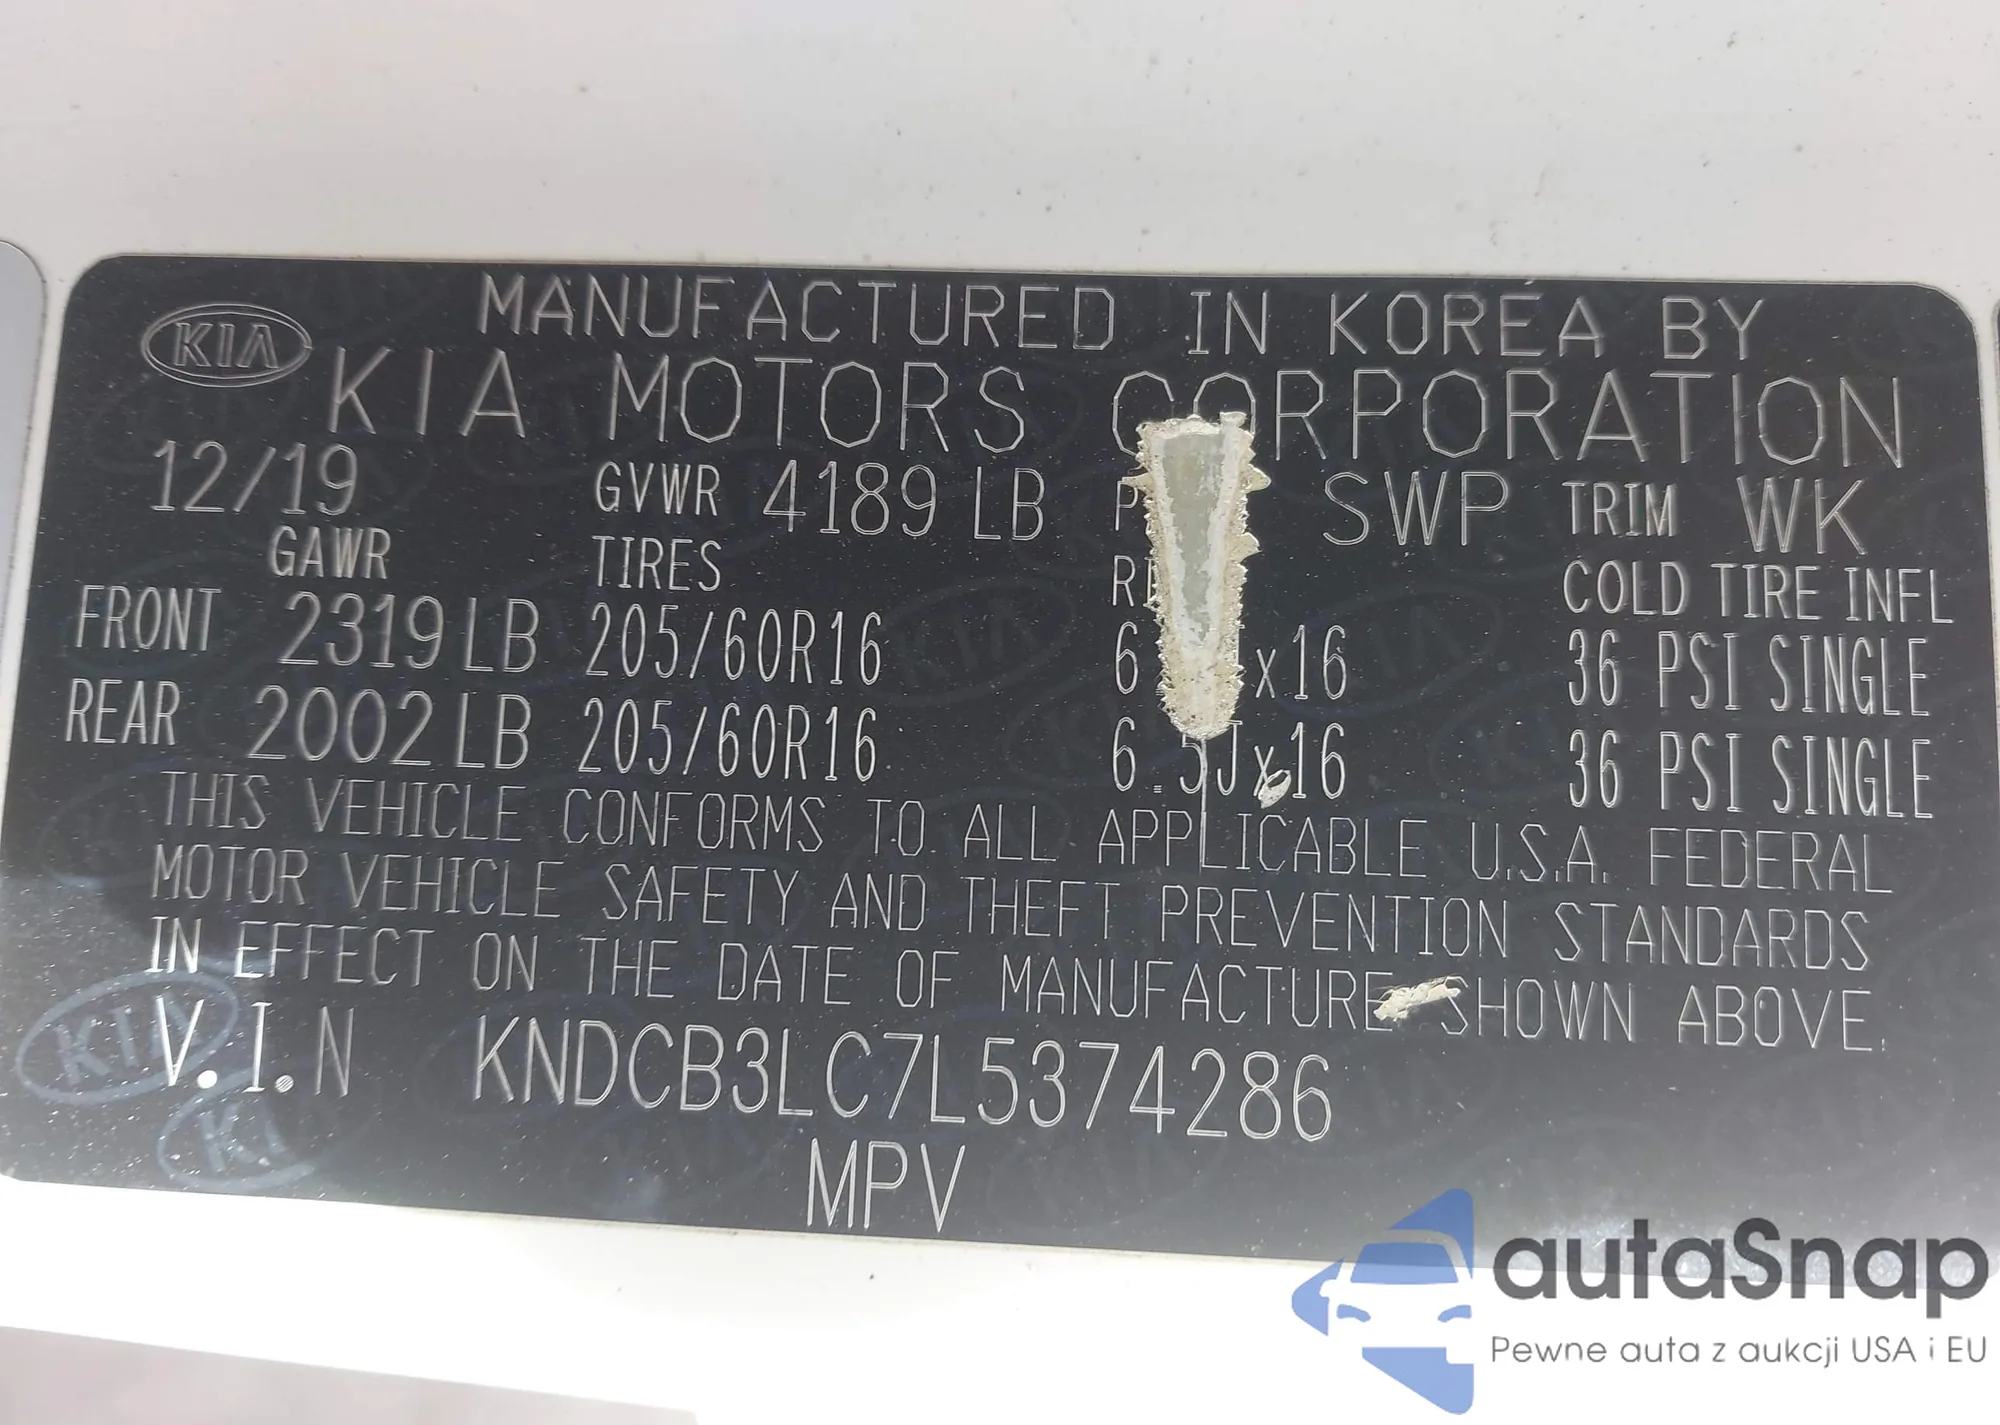 MANUFACTURED IN KOREA BY
KIA KIA MOTORS CORPORATION
12/19 GVWR 4189 LB SWP TRIM WK
GAWR TIRES COLD TIRE INFL
FRONT 2319 LB 205/60R16 x16 36 PSI SINGLE
REAR 2002 LB 205/60R16 6.5Jx16 36 PSI SINGLE
THIS VEHICLE CONFORMS TO ALL APPLICABLE U.S.A. FEDERAL
MOTOR VEHICLE SAFETY AND THEFT PREVENTION STANDARDS
IN EFFECT ON THE DATE OF MANUFACTURE SHOWN ABOVE.
V.I.N KNDCB3LC7L5374286
MPV
autaSnap
Pewne auta z aukcji USA i EU